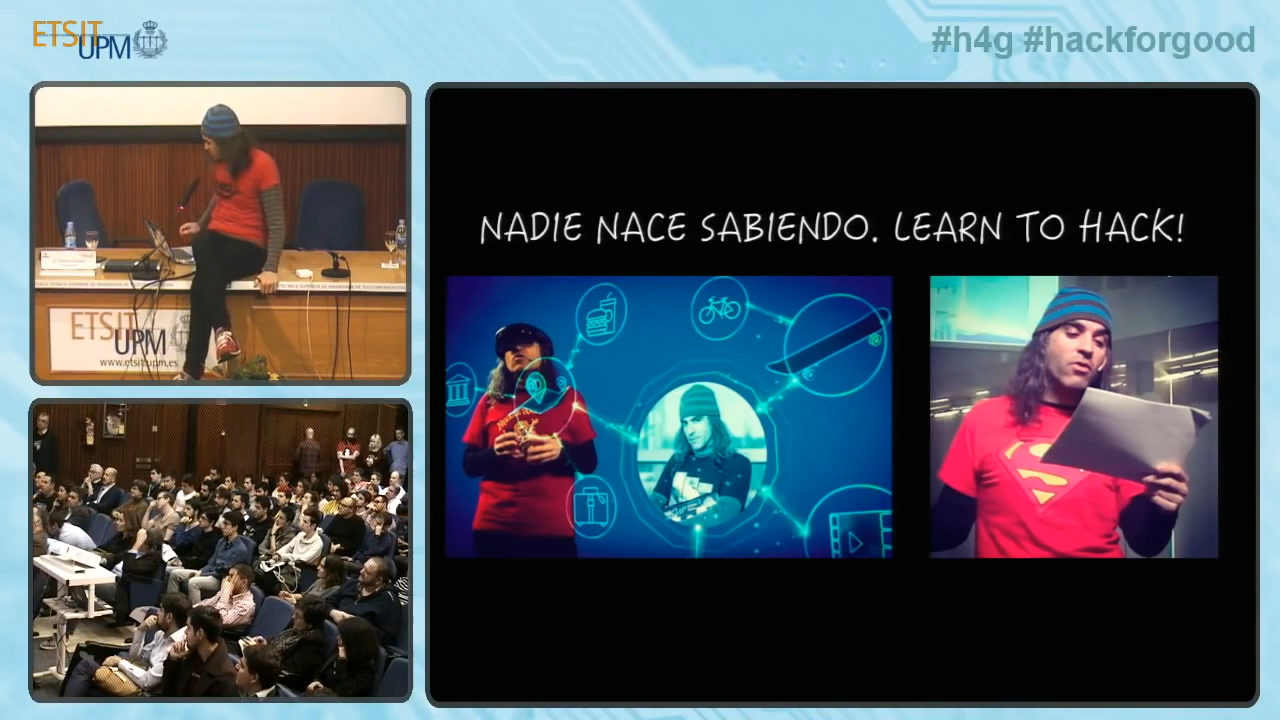 ETSIT
UPM
#h4g #hackforgood
NADIE NACE SABIENDO. LEARN TO HACK!
ETSIT
UPM
www.etsit.upm.es